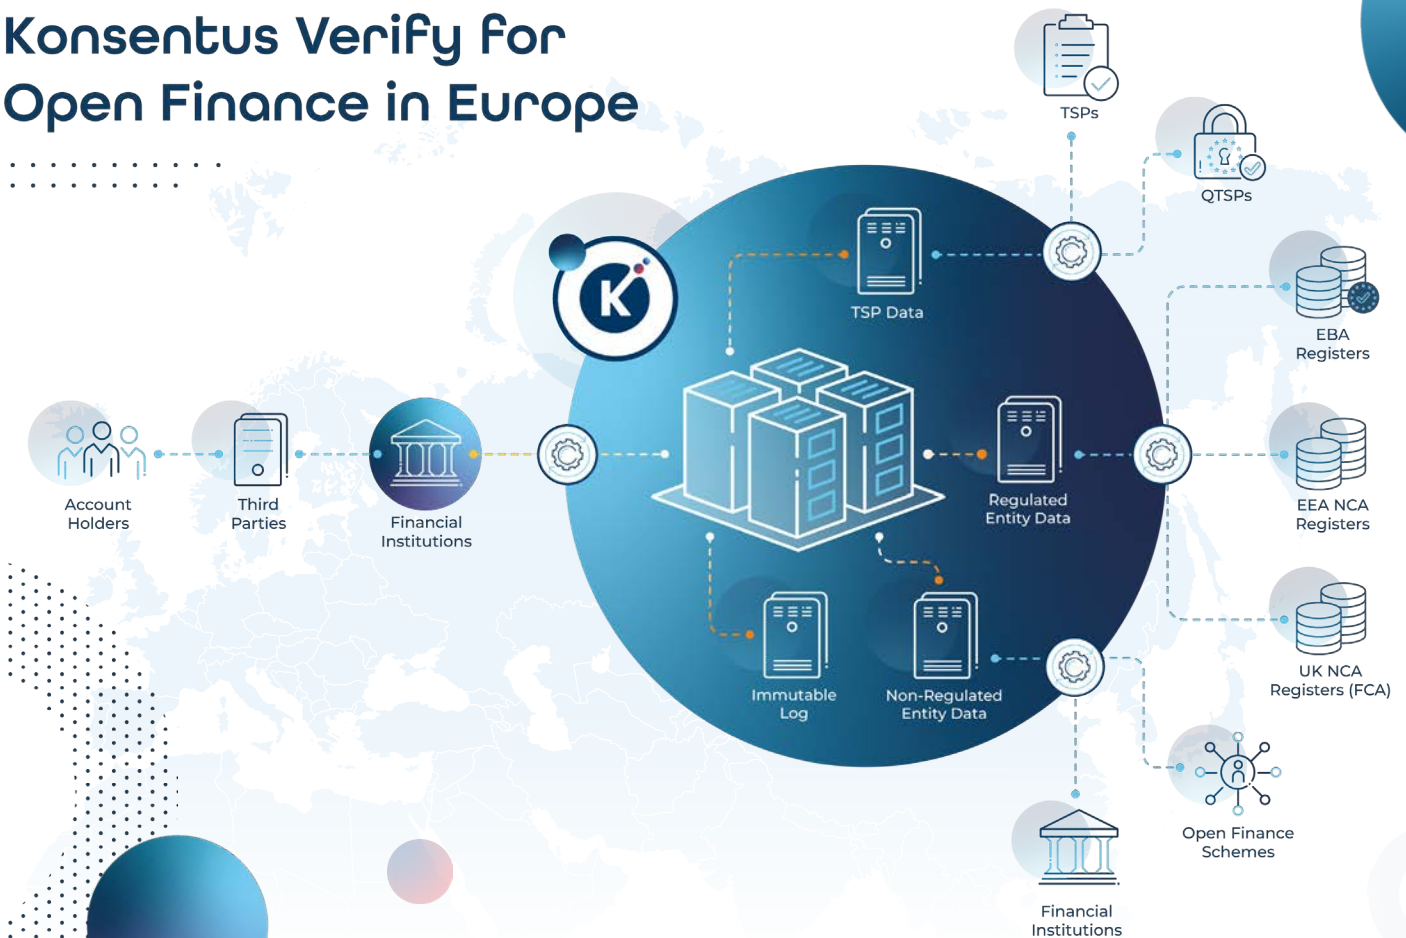 Konsentus Verify for
Open Finance in Europe
TSPs
QTSPs
K
TSP Data
EBA
Registers
Account
Holders
Third
Parties
Financial
Institutions
Regulated
Entity Data
EEA NCA
Registers
Immutable
Log
Non-Regulated
Entity Data
UK NCA
Registers (FCA)
Open Finance
Schemes
Financial
Institutions